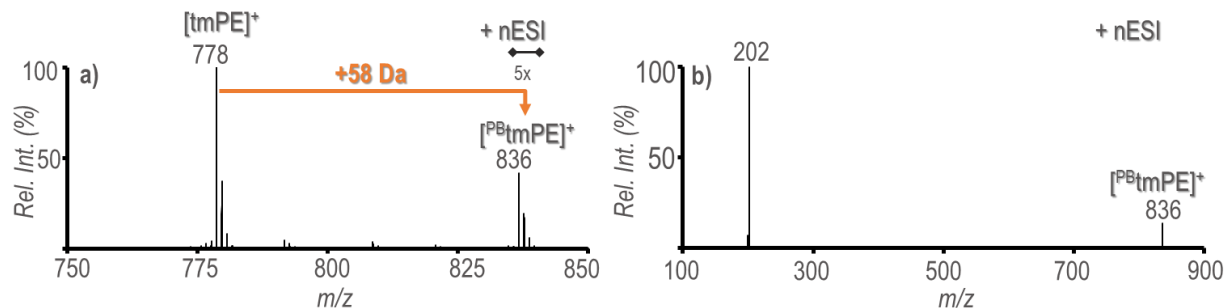 [tmPE]⁺
778
+ nESI
5x
100
a)
+58 Da
[ᴾᴮtmPE]⁺
836
50
Rel. Int. (%)
750
775
800
825
850
m/z
+ nESI
202
100
b)
50
Rel. Int. (%)
[ᴾᴮtmPE]⁺
836
100
300
500
700
900
m/z